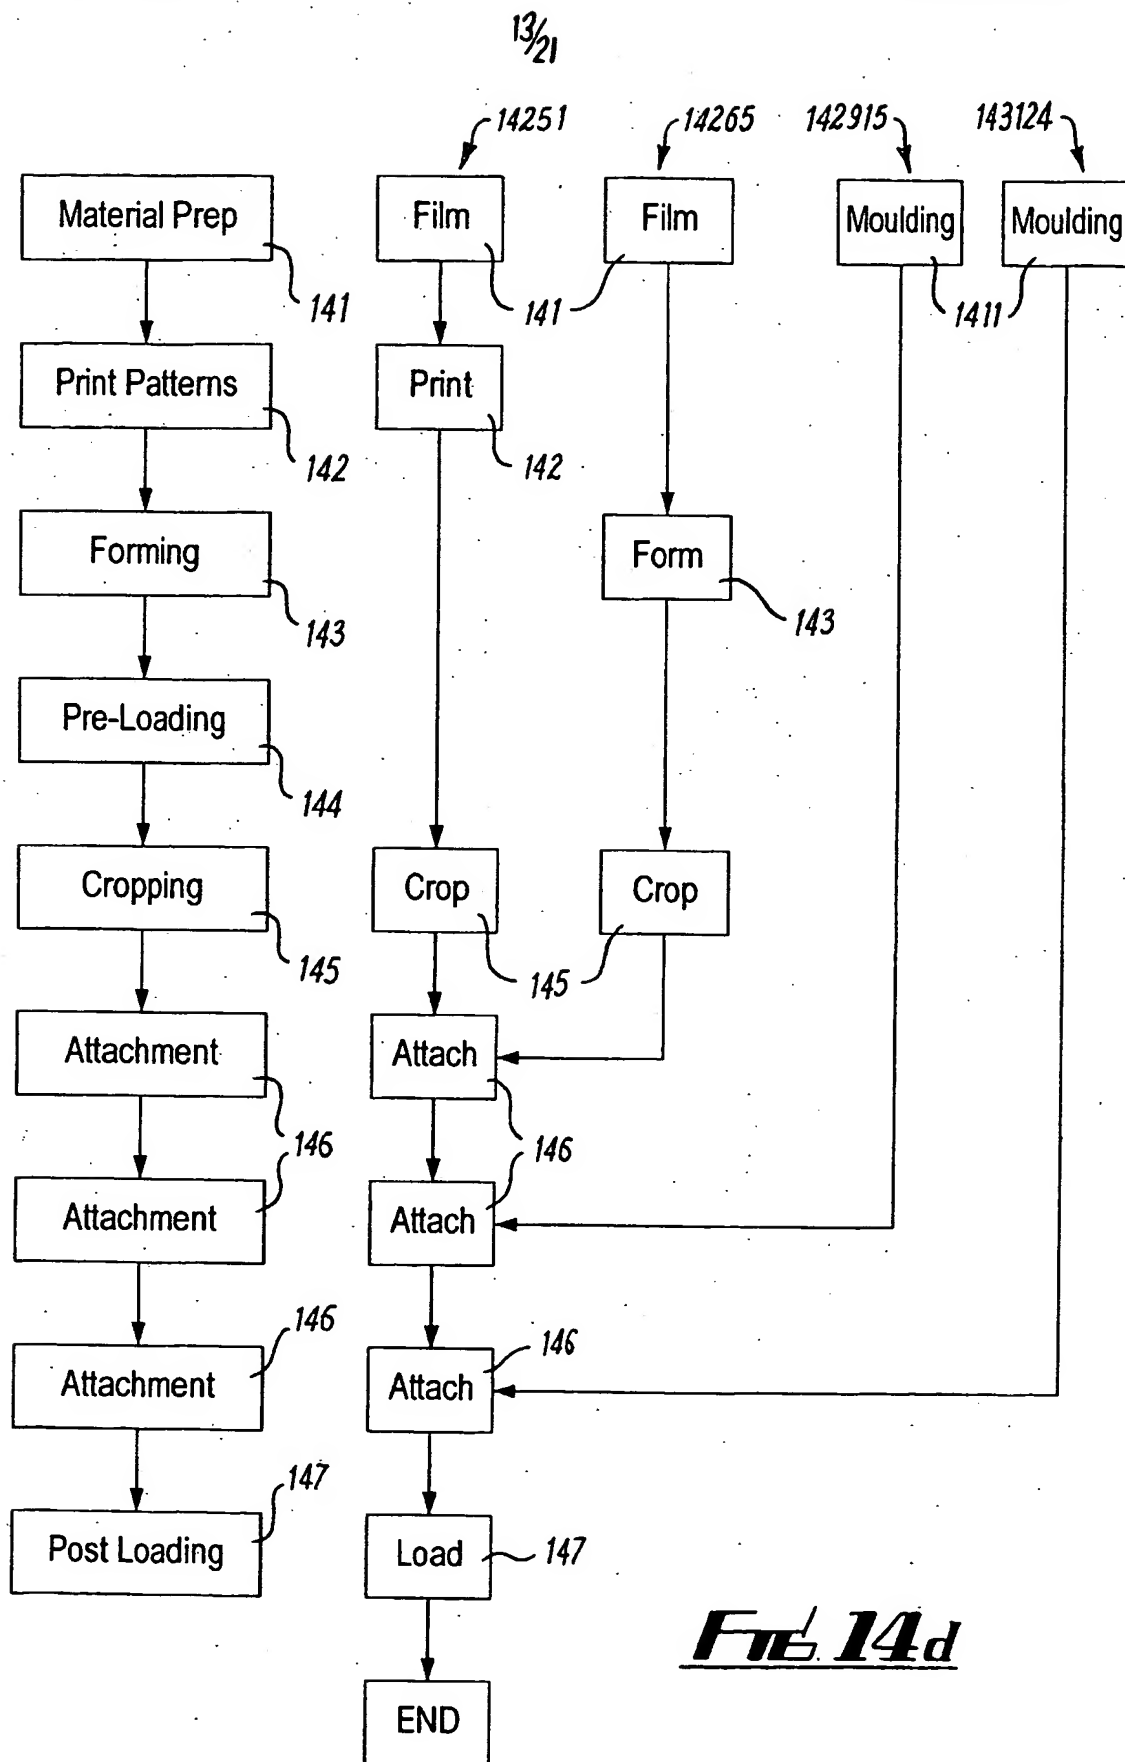 13/21
14251 14265 142915 143124
Material Prep Film Film Moulding Moulding
141 141 1411
Print Patterns Print
142 142
Forming Form
143 143
Pre-Loading
144
Cropping Crop Crop
145 145
Attachment Attach
146 146
Attachment Attach
146 146
Attachment Attach
147
Post Loading Load 147
END
FIG. 14d